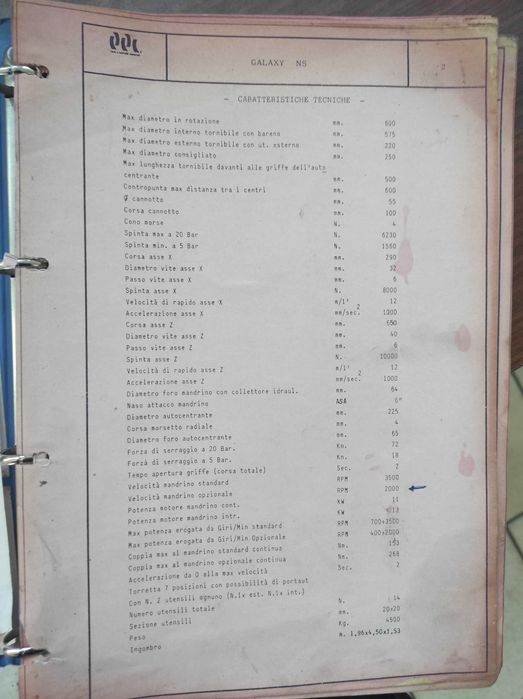 GALAXY NS
2
- CARATTERISTICHE TECNICHE -
Max diametro in rotazione mm. 600
Max diametro interno tornibile con bareno mm. 575
Max diametro esterno tornibile con ut. esterno mm. 220
Max diametro consigliato mm. 250
Max lunghezza tornibile davanti alle griffe dell'auto
centrante mm. 500
Contropunta max distanza tra i centri mm. 600
Ø cannotto mm. 55
Corsa cannotto mm. 100
Cono morse N. 4
Spinta max a 20 Bar N. 6230
Spinta min. a 5 Bar N. 1560
Corsa asse X mm. 290
Diametro vite asse X mm. 32
Passo vite asse X mm. 6
Spinta asse X N. 8000
Velocità di rapido asse X m/1' 12
Accelerazione asse X mm/sec.2 1000
Corsa asse Z mm. 650
Diametro vite asse Z mm. 40
Passo vite asse Z mm. 6
Spinta asse Z N. 10000
Velocità di rapido asse Z m/1' 12
Accelerazione asse Z mm/sec.2 1000
Diametro foro mandrino con collettore idraul. mm. 64
Naso attacco mandrino ASA 6"
Diametro autocentrante mm. 225
Corsa morsetto radiale mm. 4
Diametro foro autocentrante mm. 65
Forza di serraggio a 20 Bar. Kn. 72
Forza di serraggio a 5 Bar. Kn. 18
Tempo apertura griffe (corsa totale) Sec. 2
Velocità mandrino standard RPM 3500
Velocità mandrino opzionale RPM 2000
Potenza motore mandrino cont. KW 11
Potenza motore mandrino intr. KW 13
Max potenza erogata da Giri/Min standard RPM 700÷3500
Max potenza erogata da Giri/Min.Opzionale RPM 400÷2000
Coppia max al mandrino standard continua Nm. 153
Coppia max al mandrino opzionale continua Nm. 268
Accelerazione da 0 alla max velocità Sec. 2
Torretta 7 posizioni con possibilità di portaut
Con N. 2 utensili ognuno (N.1x est. N.1x int.)
Numero utensili totale N. 14
Sezione utensili mm. 20x20
Peso Kg. 4500
Ingombro m. 1,96x4,50x1,53